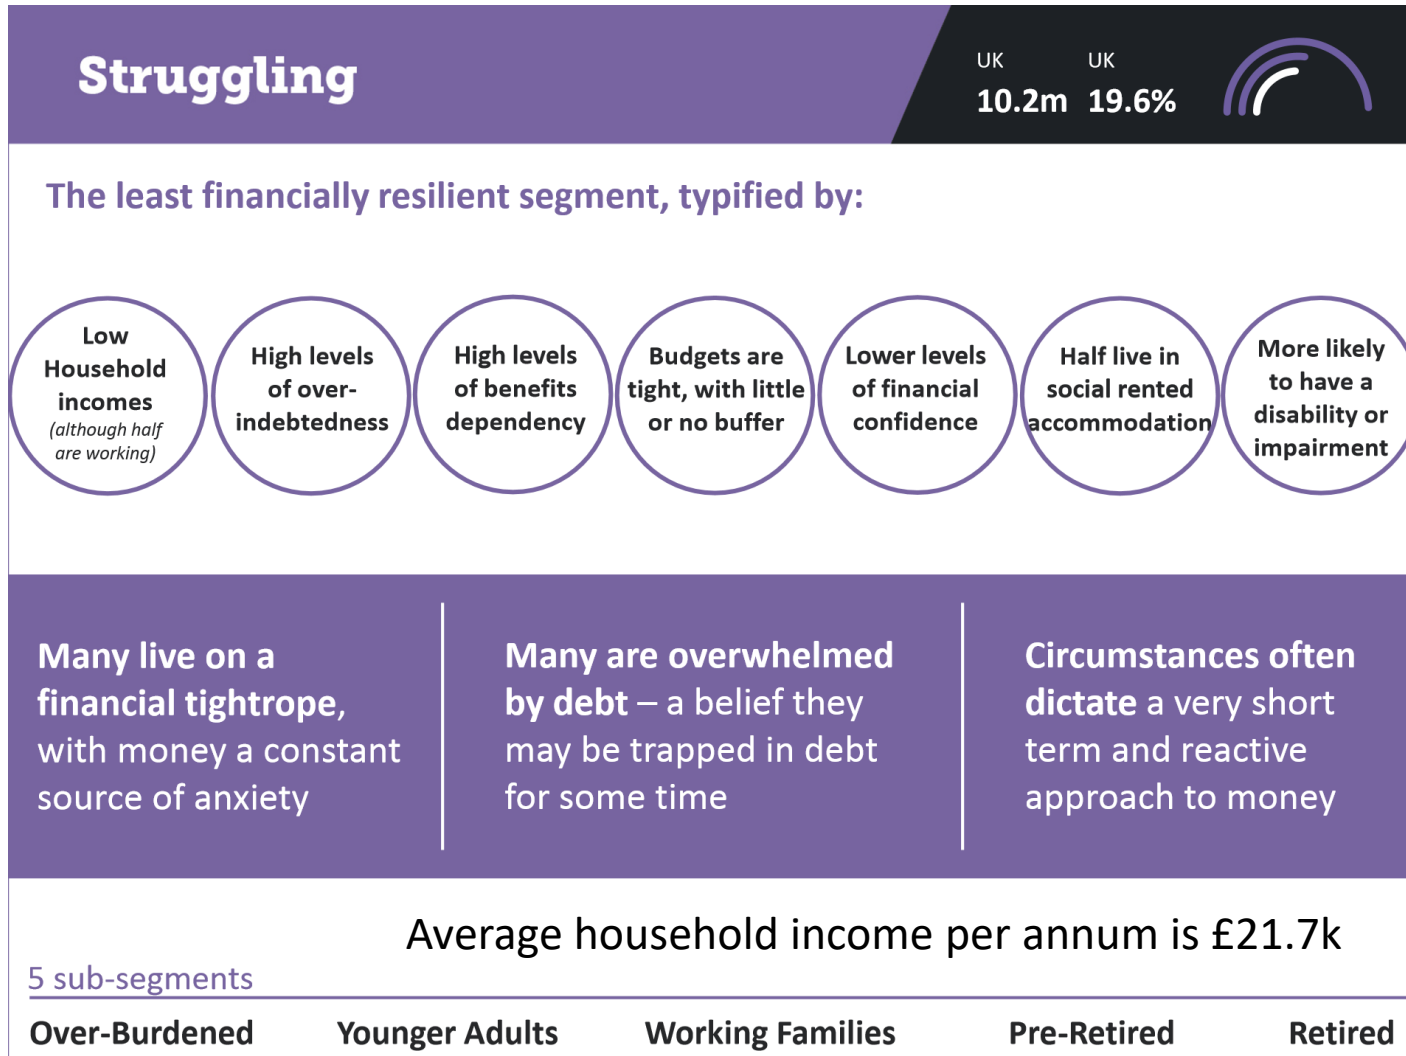 Struggling
UK UK
10.2m 19.6%
The least financially resilient segment, typified by:
Low
Household
incomes
(although half
are working)
High levels
of over-
indebtedness
High levels
of benefits
dependency
Budgets are
tight, with little
or no buffer
Lower levels
of financial
confidence
Half live in
social rented
accommodation
More likely
to have a
disability or
impairment
Many live on a
financial tightrope,
with money a constant
source of anxiety
Many are overwhelmed
by debt – a belief they
may be trapped in debt
for some time
Circumstances often
dictate a very short
term and reactive
approach to money
Average household income per annum is £21.7k
5 sub-segments
Over-Burdened Younger Adults Working Families Pre-Retired Retired